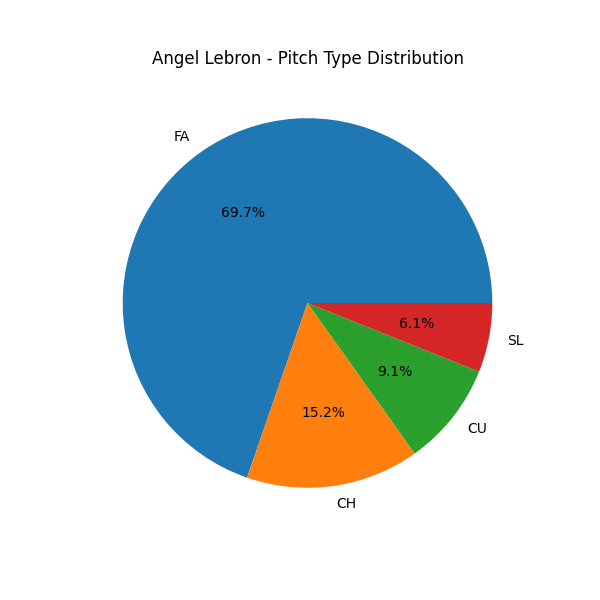 Angel Lebron - Pitch Type Distribution
FA
69.7%
6.1%
SL
9.1%
CU
15.2%
CH